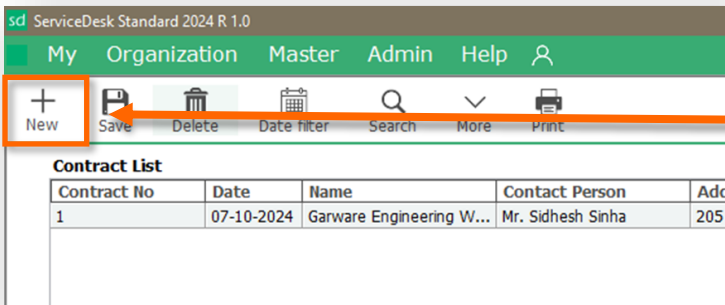 sd ServiceDesk Standard 2024 R 1.0
My Organization Master Admin Help
New Save Delete Date filter Search More Print
Contract List
Contract No Date Name Contact Person Add
1 07-10-2024 Garware Engineering W... Mr. Sidhesh Sinha 205